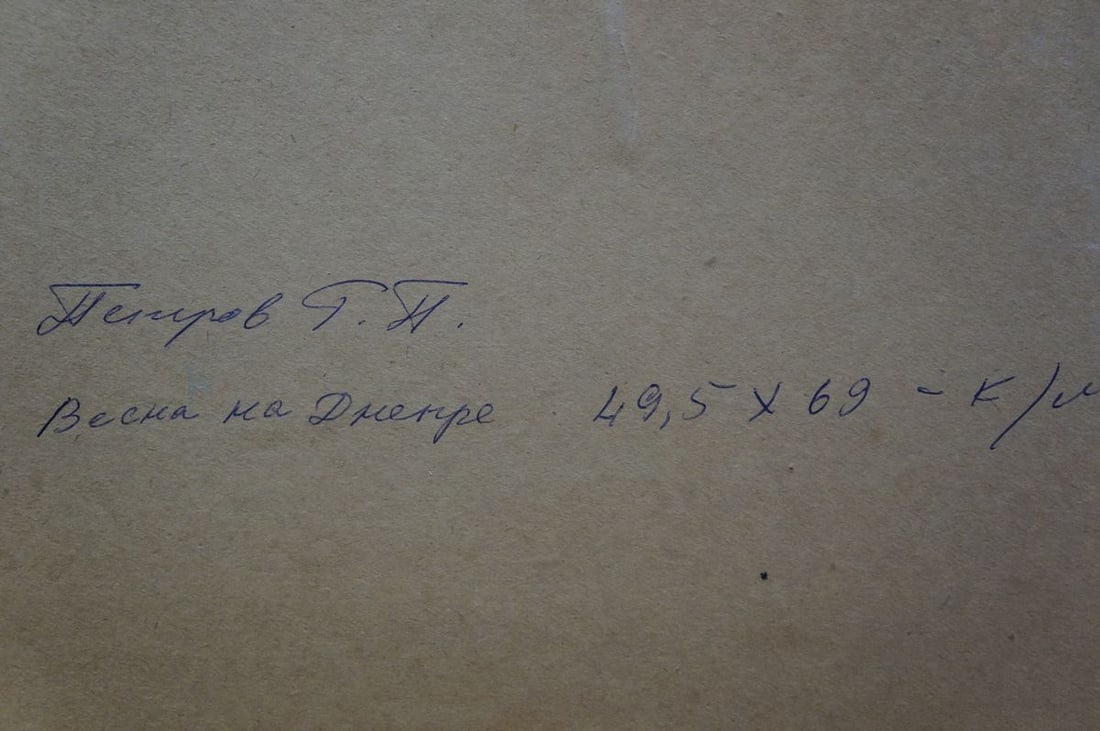 Петров Г. П.
Весна на Днепре 49,5 X 69 - К/м